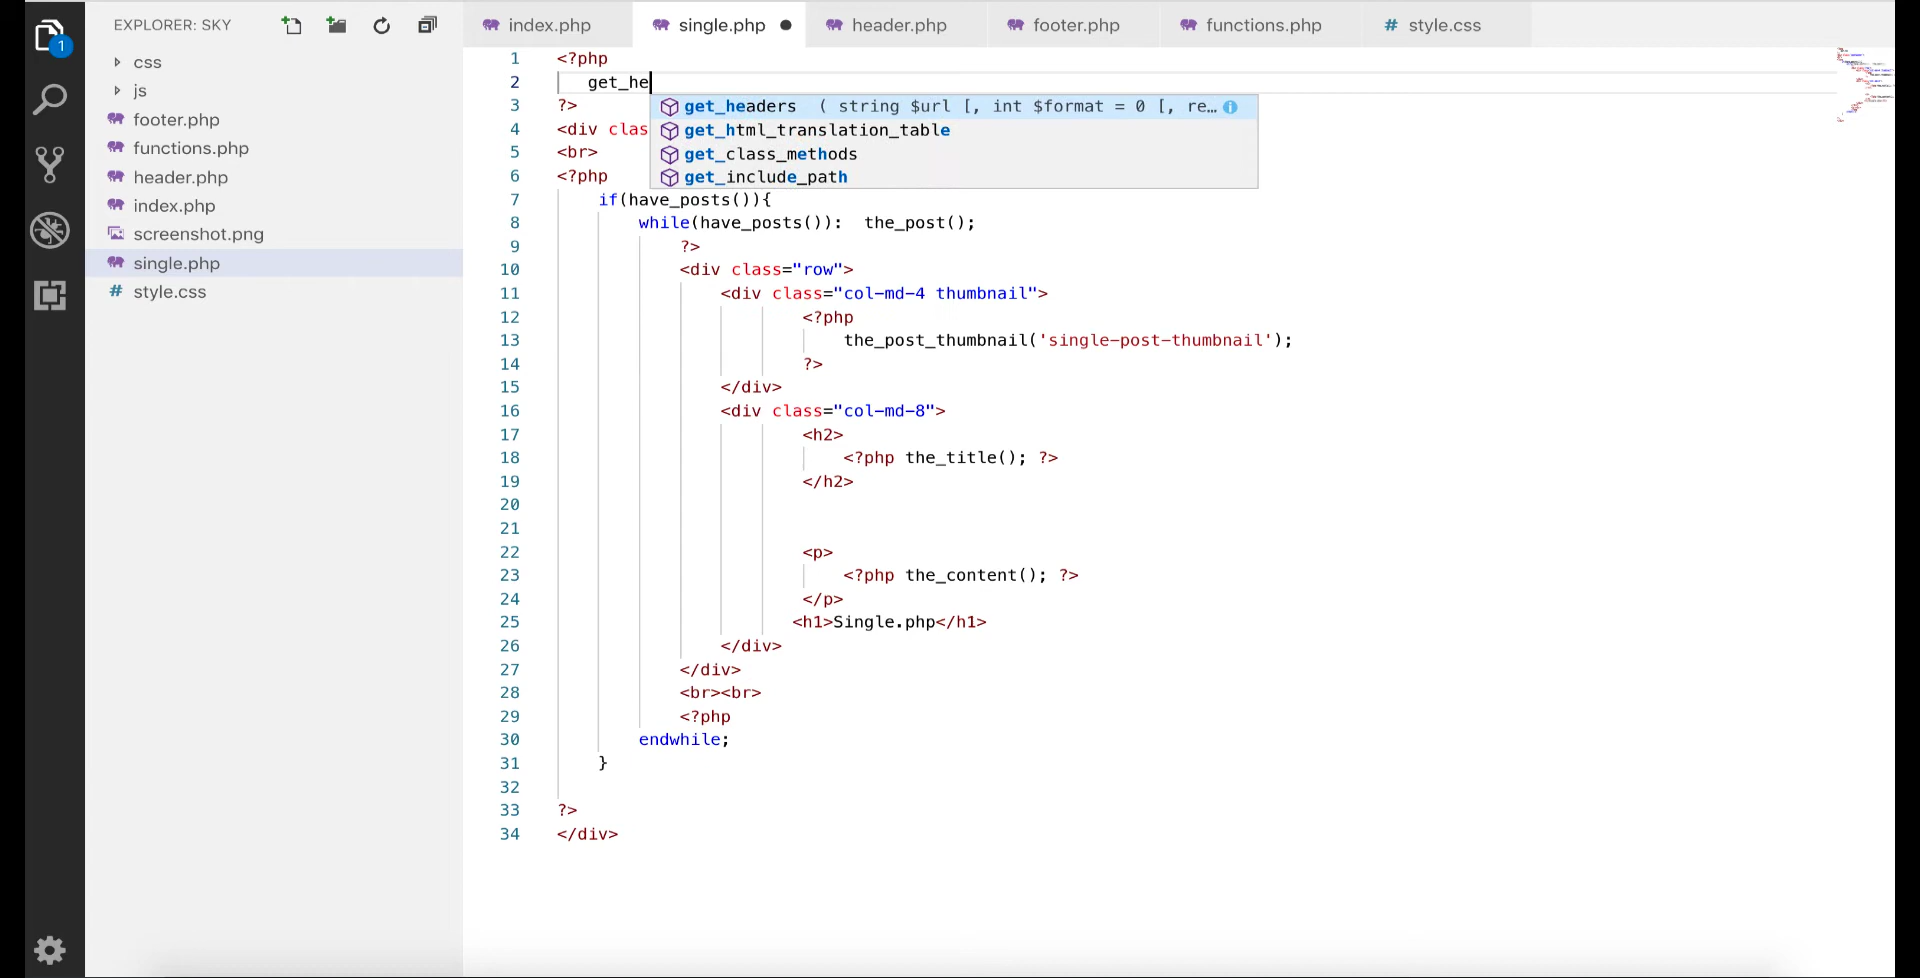 EXPLORER: SKY
1
css
js
footer.php
functions.php
header.php
index.php
screenshot.png
single.php
style.css
index.php single.php header.php footer.php functions.php style.css
1 <?php
2 get_he
3 ?>
get_headers ( string $url [, int $format = 0 [, re…
4 <div clas
get_html_translation_table
5 <br>
get_class_methods
6 <?php
get_include_path
7 if(have_posts()){
8 while(have_posts()): the_post();
9 ?>
10 <div class="row">
11 <div class="col-md-4 thumbnail">
12 <?php
13 the_post_thumbnail('single-post-thumbnail');
14 ?>
15 </div>
16 <div class="col-md-8">
17 <h2>
18 <?php the_title(); ?>
19 </h2>
20
21
22 <p>
23 <?php the_content(); ?>
24 </p>
25 <h1>Single.php</h1>
26 </div>
27 </div>
28 <br><br>
29 <?php
30 endwhile;
31 }
32
33 ?>
34 </div>